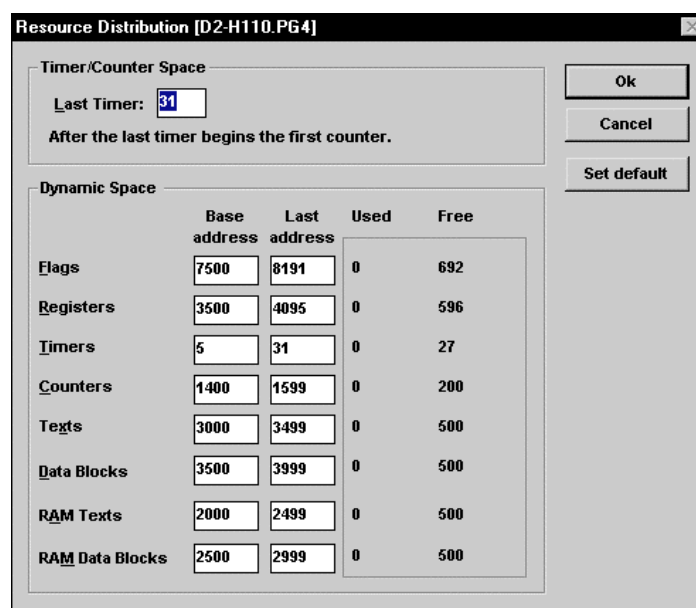 Resource Distribution [D2-H110.PG4]
Timer/Counter Space
Last Timer: 31
After the last timer begins the first counter.
Ok
Cancel
Set default
Dynamic Space
Base address Last address Used Free
Flags 7500 8191 0 692
Registers 3500 4095 0 596
Timers 5 31 0 27
Counters 1400 1599 0 200
Texts 3000 3499 0 500
Data Blocks 3500 3999 0 500
RAM Texts 2000 2499 0 500
RAM Data Blocks 2500 2999 0 500